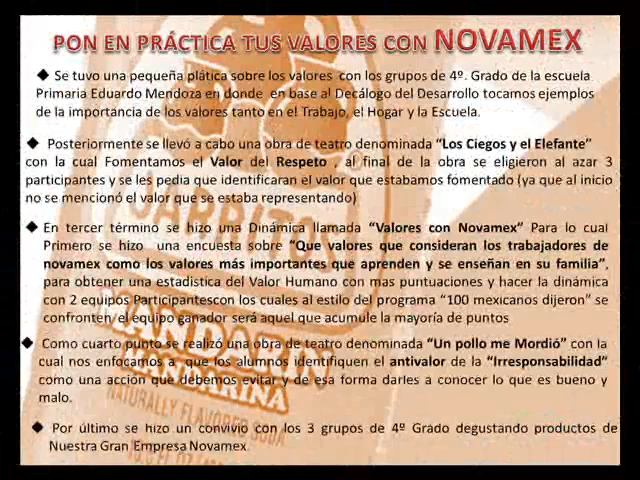 PON EN PRÁCTICA TUS VALORES CON NOVAMEX
◆ Se tuvo una pequeña plática sobre los valores con los grupos de 4º. Grado de la escuela
Primaria Eduardo Mendoza en donde en base al Decálogo del Desarrollo tocamos ejemplos
de la importancia de los valores tanto en el Trabajo, el Hogar y la Escuela.
◆ Posteriormente se llevó a cabo una obra de teatro denominada "Los Ciegos y el Elefante"
con la cual Fomentamos el Valor del Respeto , al final de la obra se eligieron al azar 3
participantes y se les pedia que identificaran el valor que estabamos fomentado (ya que al inicio
no se mencionó el valor que se estaba representando)
◆ En tercer término se hizo una Dinámica llamada "Valores con Novamex" Para lo cual
Primero se hizo una encuesta sobre "Que valores que consideran los trabajadores de
novamex como los valores más importantes que aprenden y se enseñan en su familia",
para obtener una estadistica del Valor Humano con mas puntuaciones y hacer la dinámica
con 2 equipos Participantescon los cuales al estilo del programa "100 mexicanos dijeron" se
confrenten, el equipo ganador será aquel que acumule la mayoría de puntos
◆ Como cuarto punto se realizó una obra de teatro denominada "Un pollo me Mordió" con la
cual nos enfocamos a que los alumnos identifiquen el antivalor de la "Irresponsabilidad"
como una acción que debemos evitar y de esa forma darles a conocer lo que es bueno y
malo.
◆ Por último se hizo un convivio con los 3 grupos de 4º Grado degustando productos de
Nuestra Gran Empresa Novamex.
JARRITOS
MANDARIN
MANDARINA
NATURALLY FLAVORED SODA